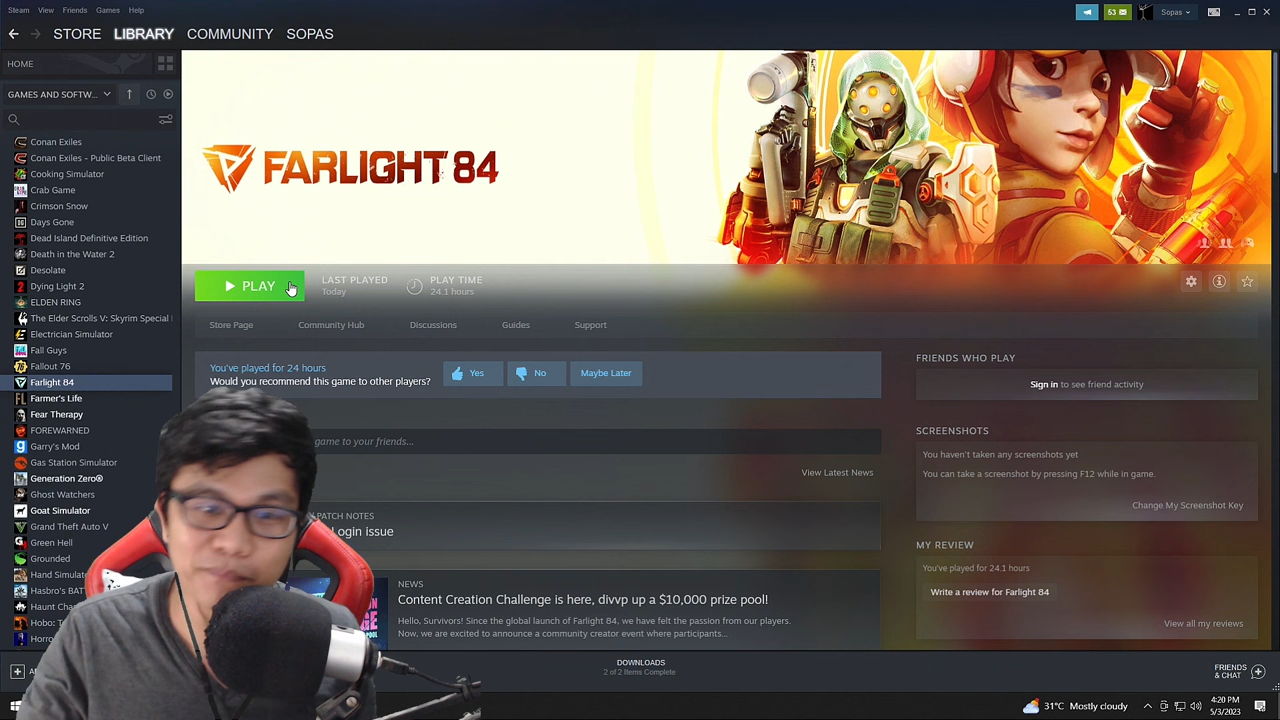 Steam View Friends Games Help
53
Sopas
STORE LIBRARY COMMUNITY SOPAS
HOME
GAMES AND SOFTW...
Conan Exiles
Conan Exiles - Public Beta Client
Cooking Simulator
Crab Game
Crimson Snow
Days Gone
Dead Island Definitive Edition
Death in the Water 2
Desolate
Dying Light 2
ELDEN RING
The Elder Scrolls V: Skyrim Special
Electrician Simulator
Fall Guys
Fallout 76
Farlight 84
Farmer's Life
Fear Therapy
FOREWARNED
Garry's Mod
Gas Station Simulator
Generation Zero®
Ghost Watchers
Goat Simulator
Grand Theft Auto V
Green Hell
Grounded
Hand Simulat
Hasbro's BAT
Haunt Chas
Hobo: T
Horro
FARLIGHT 84
PLAY
LAST PLAYED
Today
PLAY TIME
24.1 hours
Store Page Community Hub Discussions Guides Support
You've played for 24 hours
Would you recommend this game to other players?
Yes No Maybe Later
game to your friends...
View Latest News
PATCH NOTES
Login issue
NEWS
Content Creation Challenge is here, divvp up a $10,000 prize pool!
Hello, Survivors! Since the global launch of Farlight 84, we have felt the passion from our players.
Now, we are excited to announce a community creator event where participants...
FRIENDS WHO PLAY
Sign in to see friend activity
SCREENSHOTS
You haven't taken any screenshots yet
You can take a screenshot by pressing F12 while in game.
Change My Screenshot Key
MY REVIEW
You've played for 24.1 hours
Write a review for Farlight 84
View all my reviews
DOWNLOADS
2 of 2 Items Complete
FRIENDS
& CHAT
31°C Mostly cloudy
4:20 PM
5/3/2023